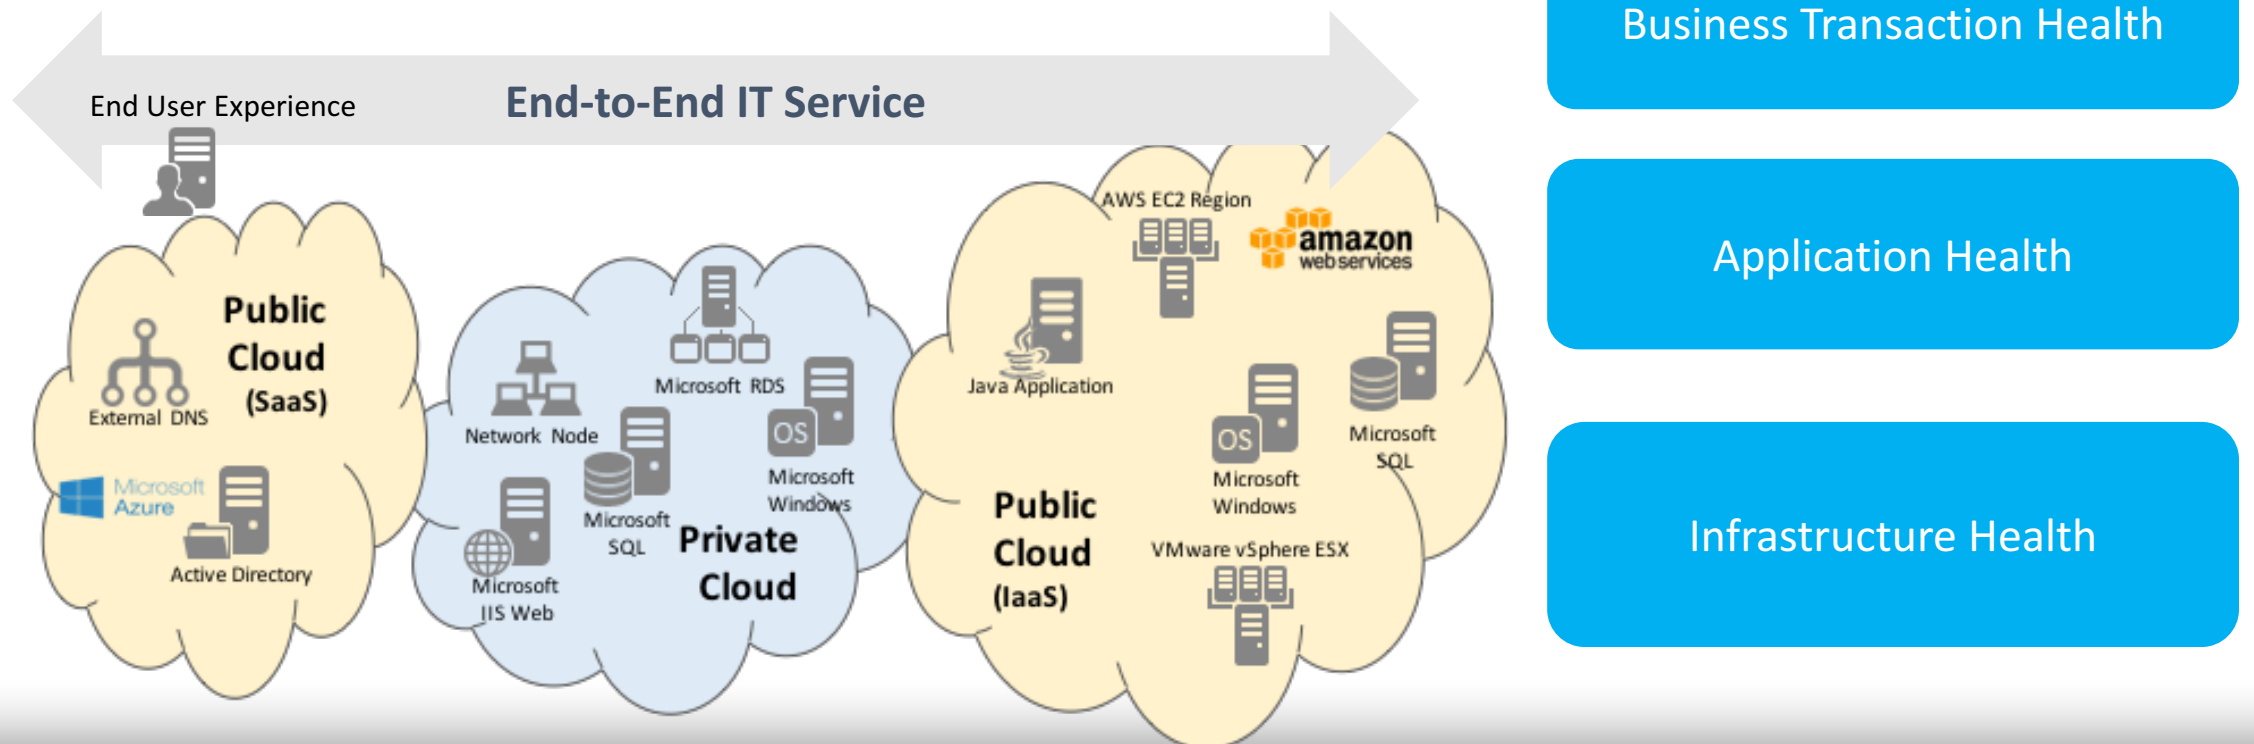 End User Experience
End-to-End IT Service
Public
Cloud
(SaaS)
External DNS
Microsoft
Azure
Active Directory
Microsoft RDS
Network Node
OS
Microsoft
Windows
Microsoft
SQL
Microsoft
IIS Web
Private
Cloud
AWS EC2 Region
amazon
webservices
Java Application
Microsoft
SQL
OS
Microsoft
Windows
Public
Cloud
(IaaS)
VMware vSphere ESX
Business Transaction Health
Application Health
Infrastructure Health